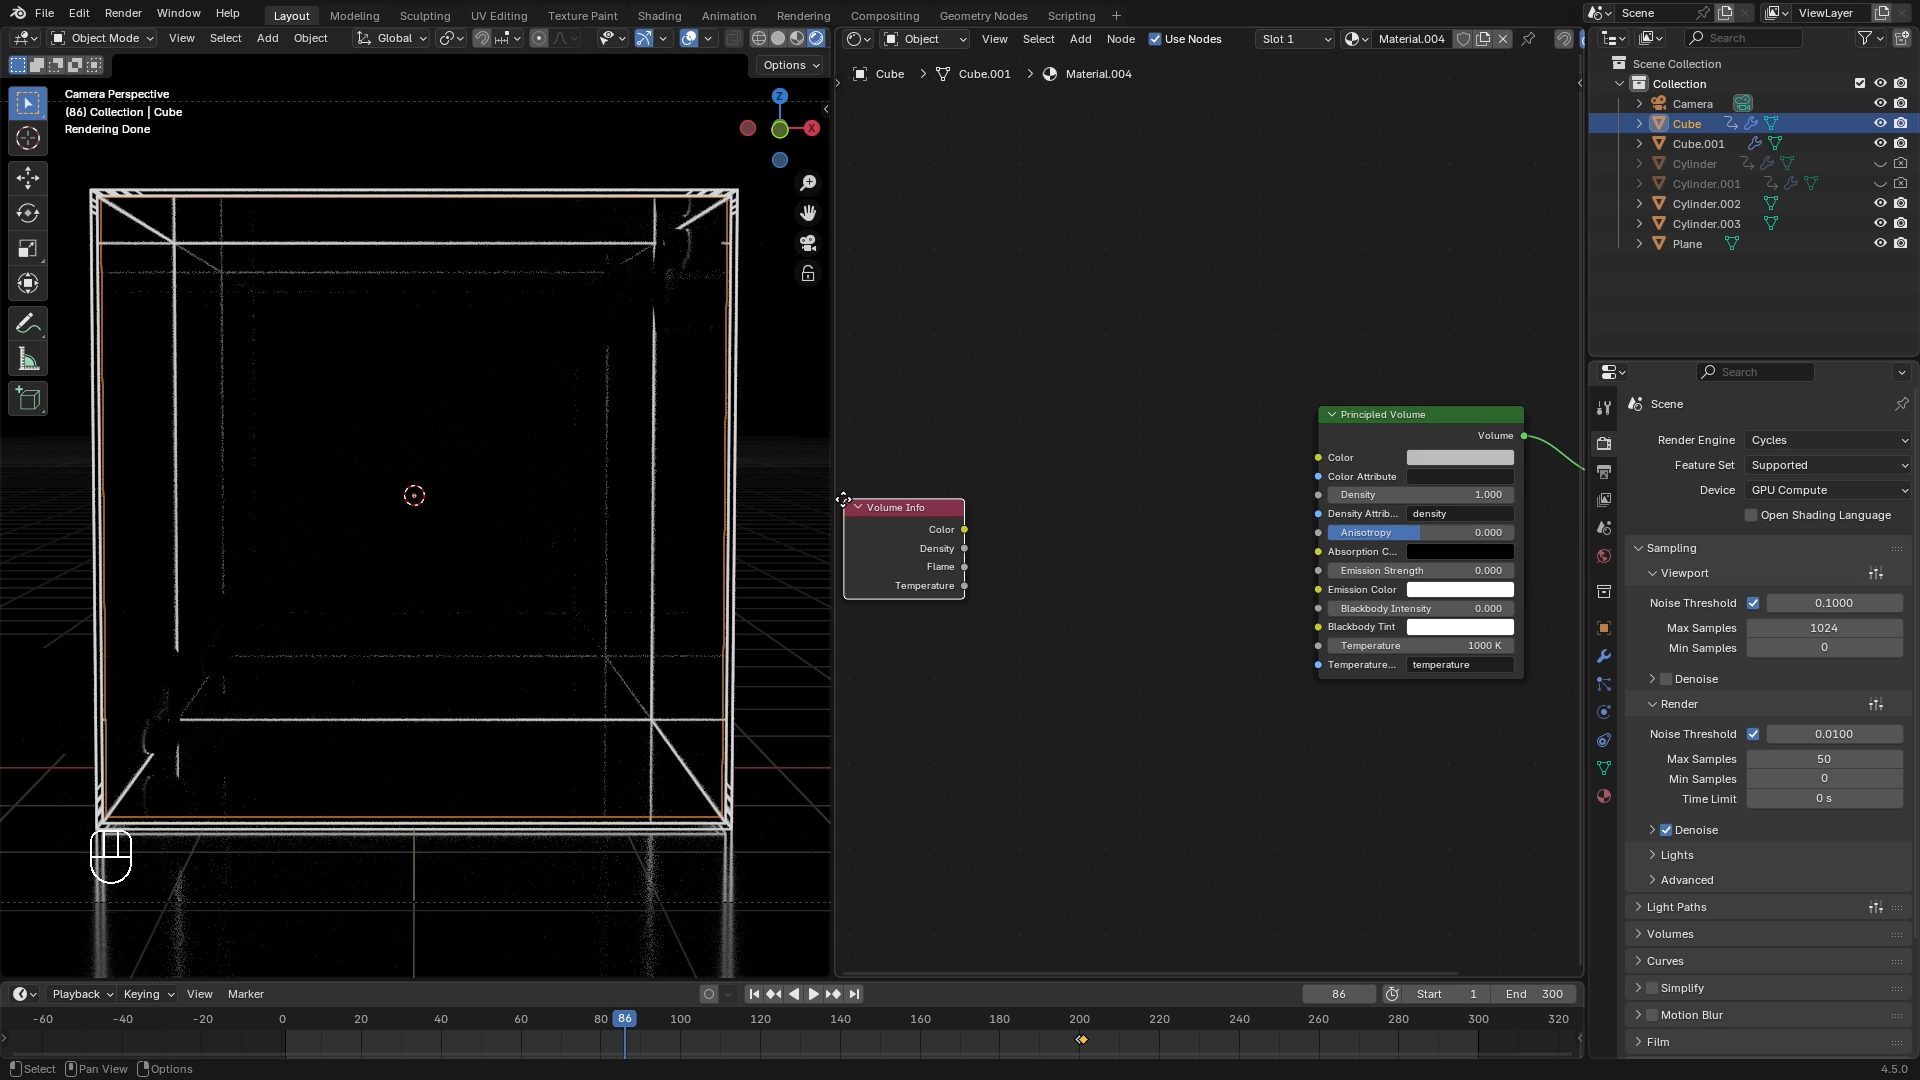 File Edit Render Window Help Layout Modeling Sculpting UV Editing Texture Paint Shading Animation Rendering Compositing Geometry Nodes Scripting + Scene ViewLayer
Object Mode View Select Add Object Global
Object View Select Add Node Use Nodes Slot 1 Material.004
Search
Options
Camera Perspective
(86) Collection | Cube
Rendering Done
Z
X
Cube > Cube.001 > Material.004
Volume Info
Color
Density
Flame
Temperature
Principled Volume
Volume
Color
Color Attribute
Density 1.000
Density Attrib... density
Anisotropy 0.000
Absorption C...
Emission Strength 0.000
Emission Color
Blackbody Intensity 0.000
Blackbody Tint
Temperature 1000 K
Temperature... temperature
Scene Collection
Collection
Camera
Cube
Cube.001
Cylinder
Cylinder.001
Cylinder.002
Cylinder.003
Plane
Search
Scene
Render Engine Cycles
Feature Set Supported
Device GPU Compute
Open Shading Language
Sampling
Viewport
Noise Threshold 0.1000
Max Samples 1024
Min Samples 0
Denoise
Render
Noise Threshold 0.0100
Max Samples 50
Min Samples 0
Time Limit 0 s
Denoise
Lights
Advanced
Light Paths
Volumes
Curves
Simplify
Motion Blur
Film
Playback Keying View Marker 86 Start 1 End 300
-60 -40 -20 0 20 40 60 80 86 100 120 140 160 180 200 220 240 260 280 300 320
Select Pan View Options 4.5.0